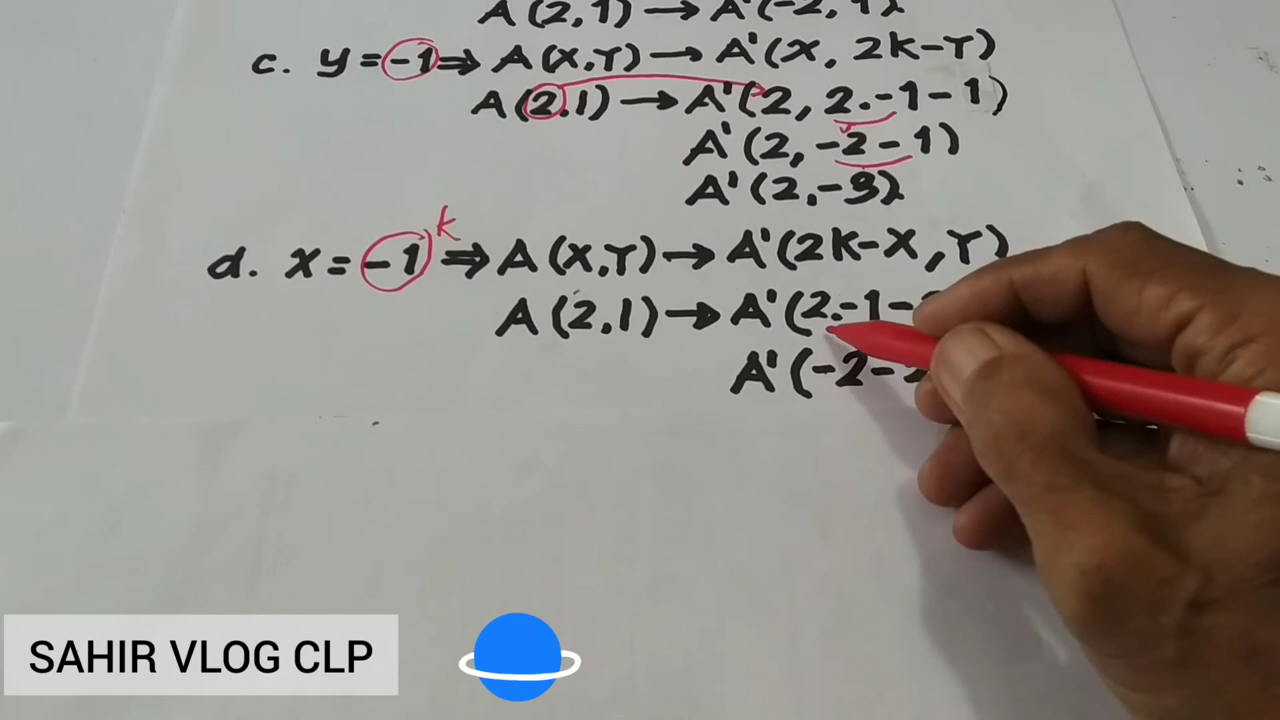 A(2,1) → A'(-2,1)
c. y = -1 ⇒ A(X,Y) → A'(X, 2K-Y)
A(2,1) → A'(2, 2.-1-1)
A'(2,-2-1)
A'(2,-3)
k
d. X = -1 ⇒ A(X,Y) → A'(2K-X,Y)
A(2,1) → A'(2.-1-
A'(-2-2
SAHIR VLOG CLP